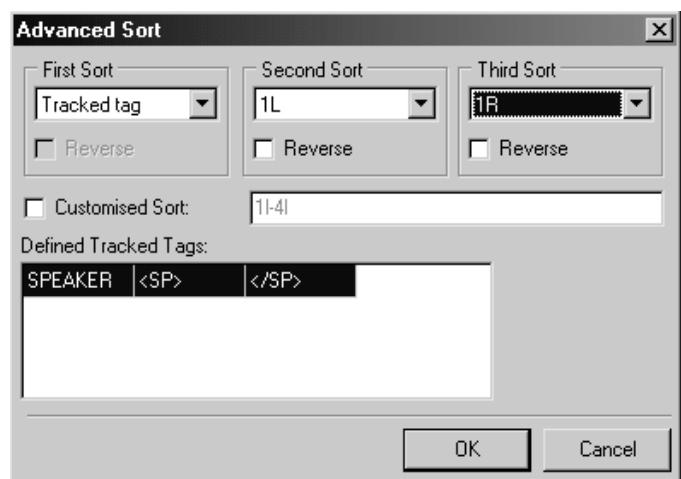 Advanced Sort
First Sort Second Sort Third Sort
Tracked tag 1L 1R
Reverse Reverse Reverse
Customised Sort: 1l-4l
Defined Tracked Tags:
SPEAKER <SP> </SP>
OK Cancel